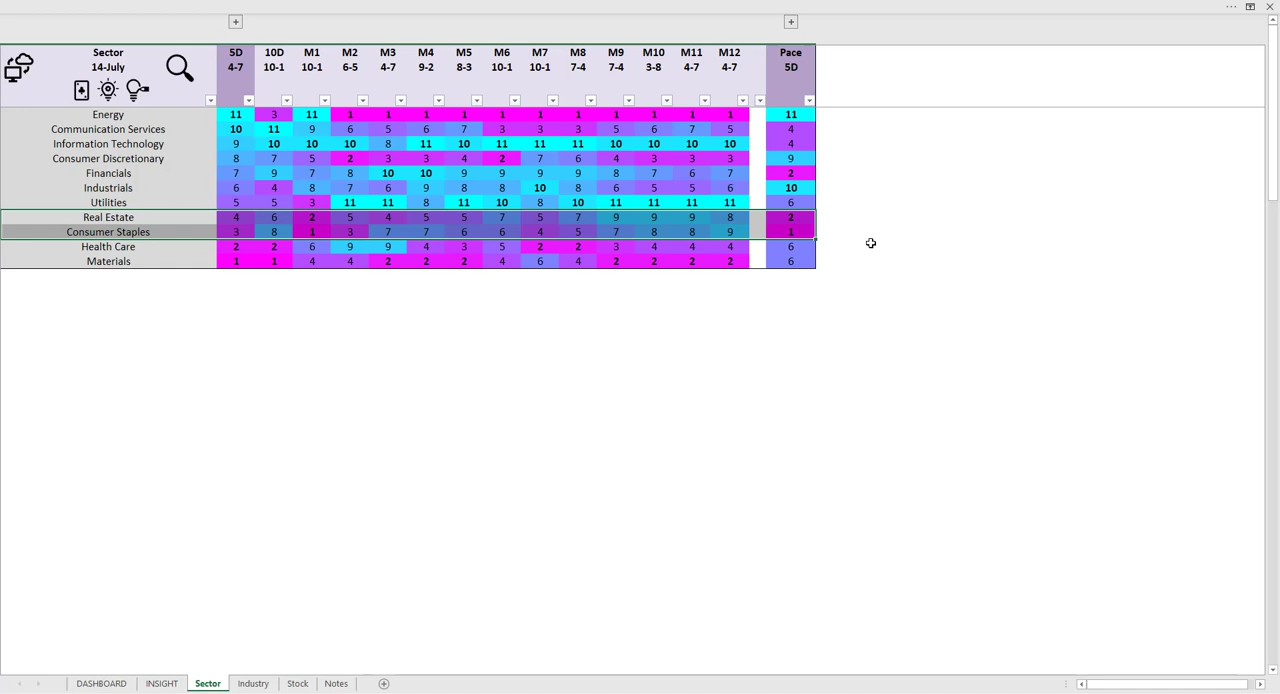 Sector 5D 10D M1 M2 M3 M4 M5 M6 M7 M8 M9 M10 M11 M12 Pace
14-July 4-7 10-1 10-1 6-5 4-7 9-2 8-3 10-1 10-1 7-4 7-4 3-8 4-7 4-7 5D
Energy 11 3 11 1 1 1 1 1 1 1 1 1 1 1 11
Communication Services 10 11 9 6 5 6 7 3 3 3 5 6 7 5 4
Information Technology 9 10 10 10 8 11 10 11 11 11 10 10 10 10 4
Consumer Discretionary 8 7 5 2 3 3 4 2 7 6 4 3 3 3 9
Financials 7 9 7 8 10 10 9 9 9 9 8 7 6 7 2
Industrials 6 4 8 7 6 9 8 8 10 8 6 5 5 6 10
Utilities 5 5 3 11 11 8 11 10 8 10 11 11 11 11 6
Real Estate 4 6 2 5 4 5 5 7 5 7 9 9 9 8 2
Consumer Staples 3 8 1 3 7 7 6 6 4 5 7 8 8 9 1
Health Care 2 2 6 9 9 4 3 5 2 2 3 4 4 4 6
Materials 1 1 4 4 2 2 2 4 6 4 2 2 2 2 6
DASHBOARD INSIGHT Sector Industry Stock Notes